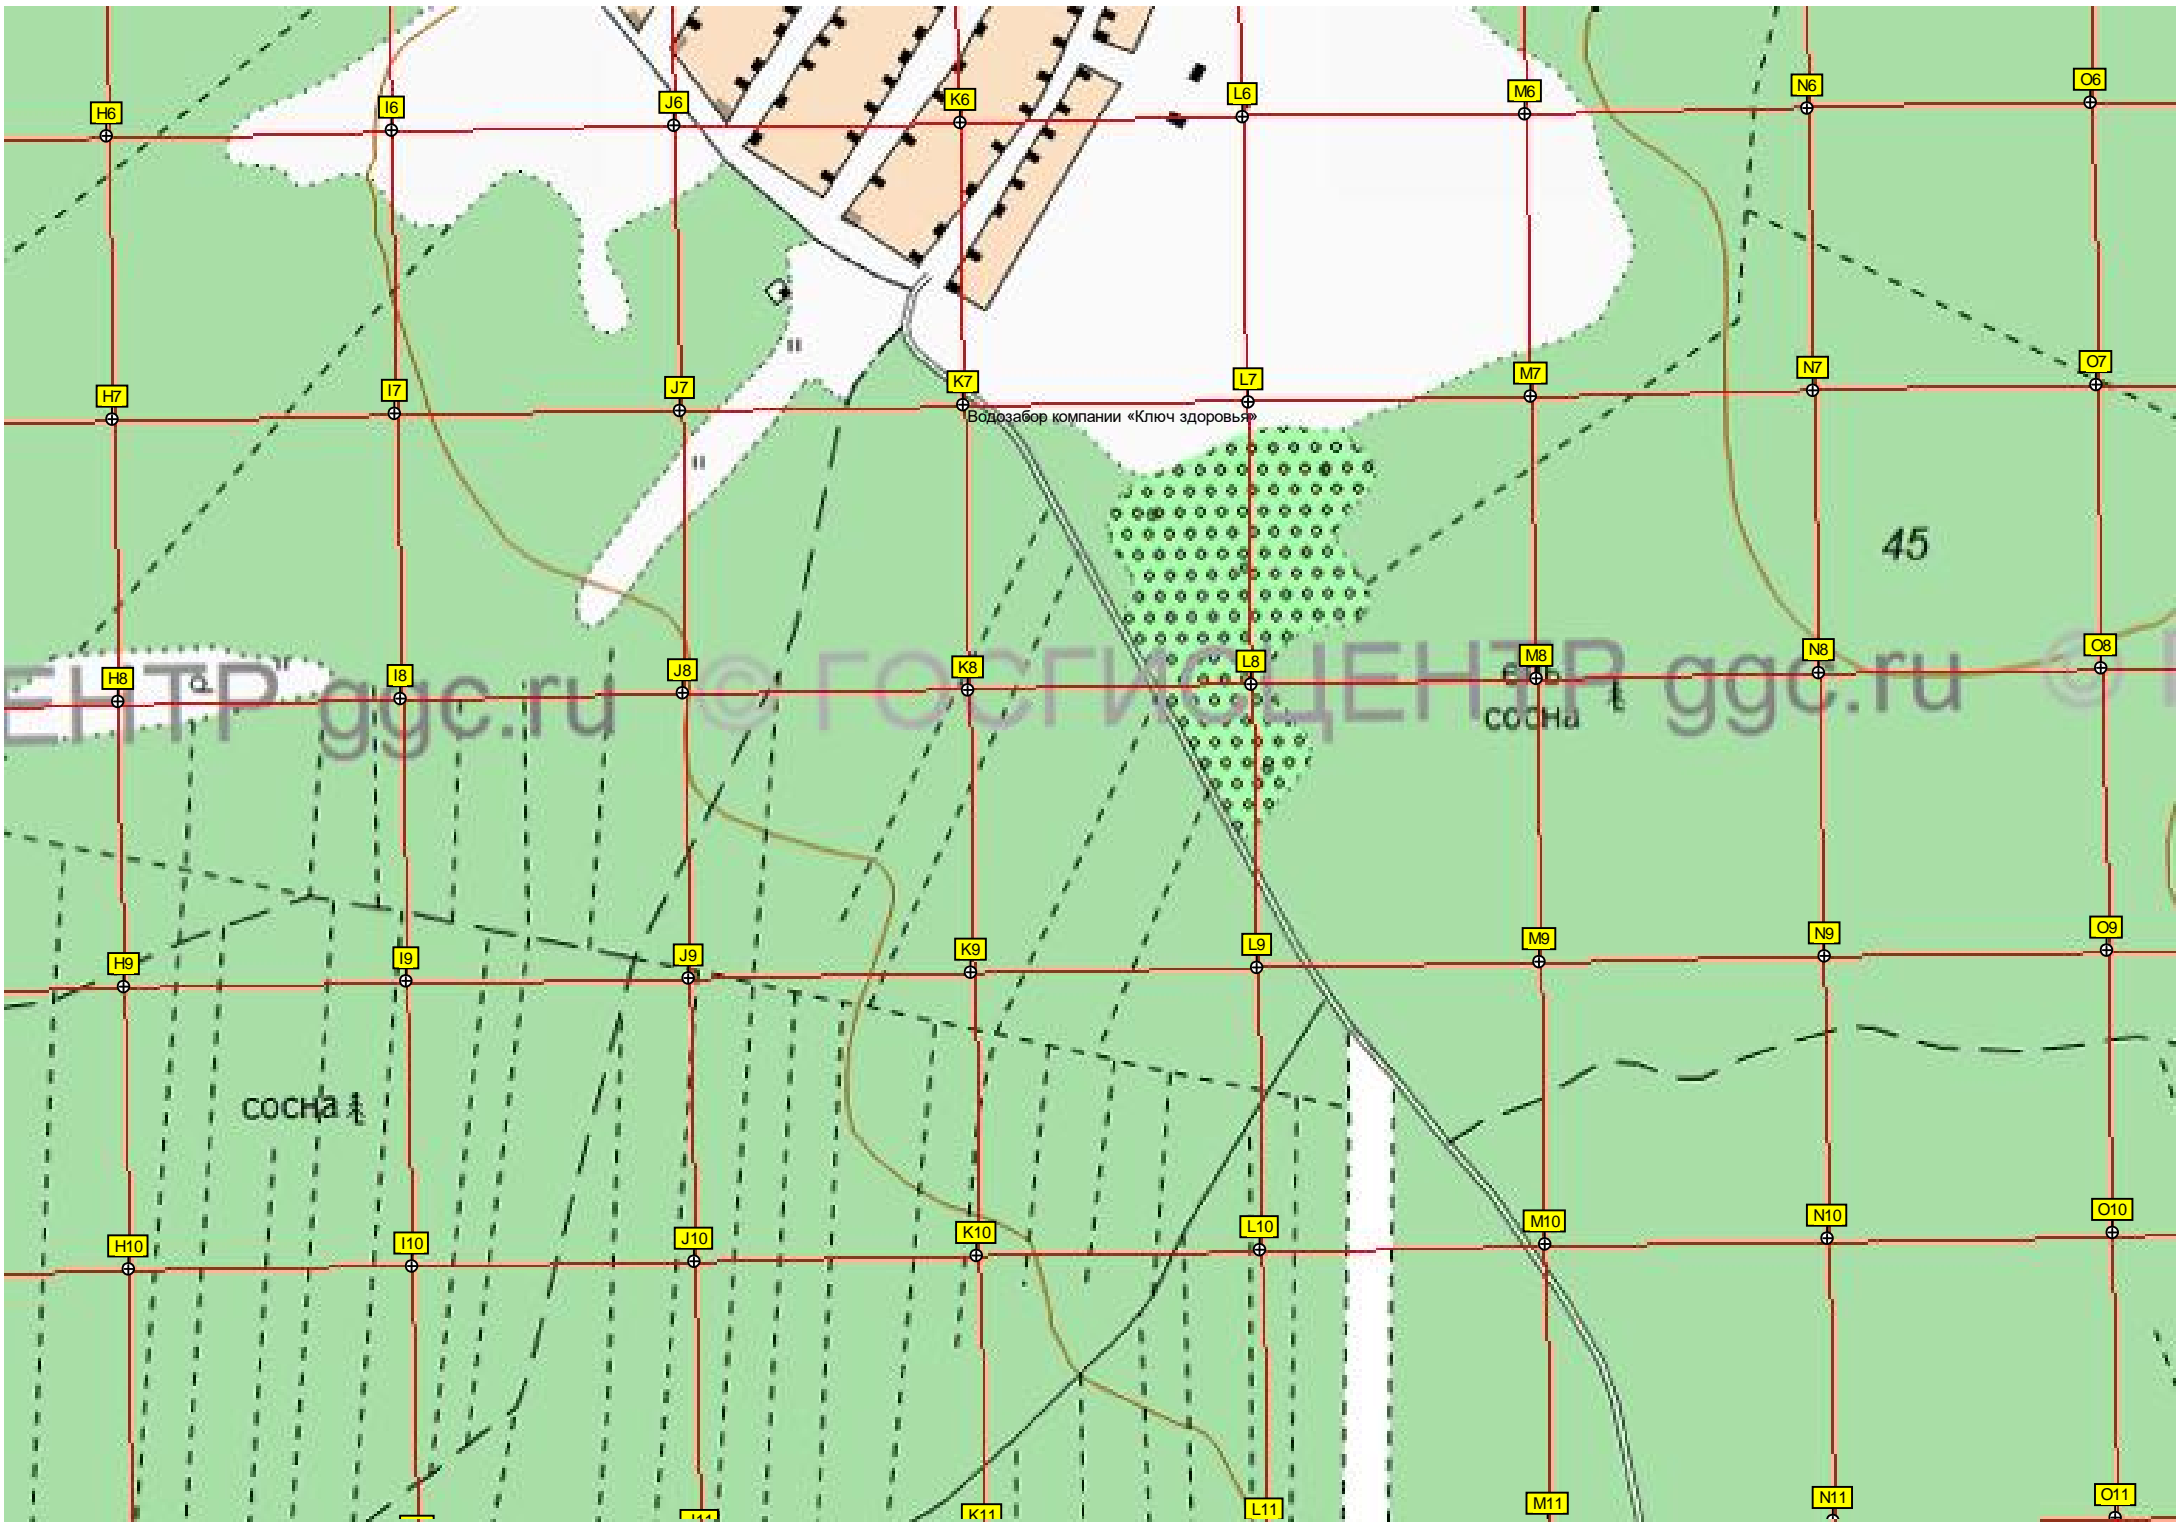 H6 I6 J6 K6 L6 M6 N6 O6
H7 I7 J7 K7 L7 M7 N7 O7
Водозабор компании «Ключ здоровья»
45
H8 I8 J8 K8 L8 M8 N8 O8
ЕНТР ggc.ru © ГОСГИСЦЕНТР ggc.ru ©
сосна
H9 I9 J9 K9 L9 M9 N9 O9
сосна
H10 I10 J10 K10 L10 M10 N10 O10
J11 K11 L11 M11 N11 O11